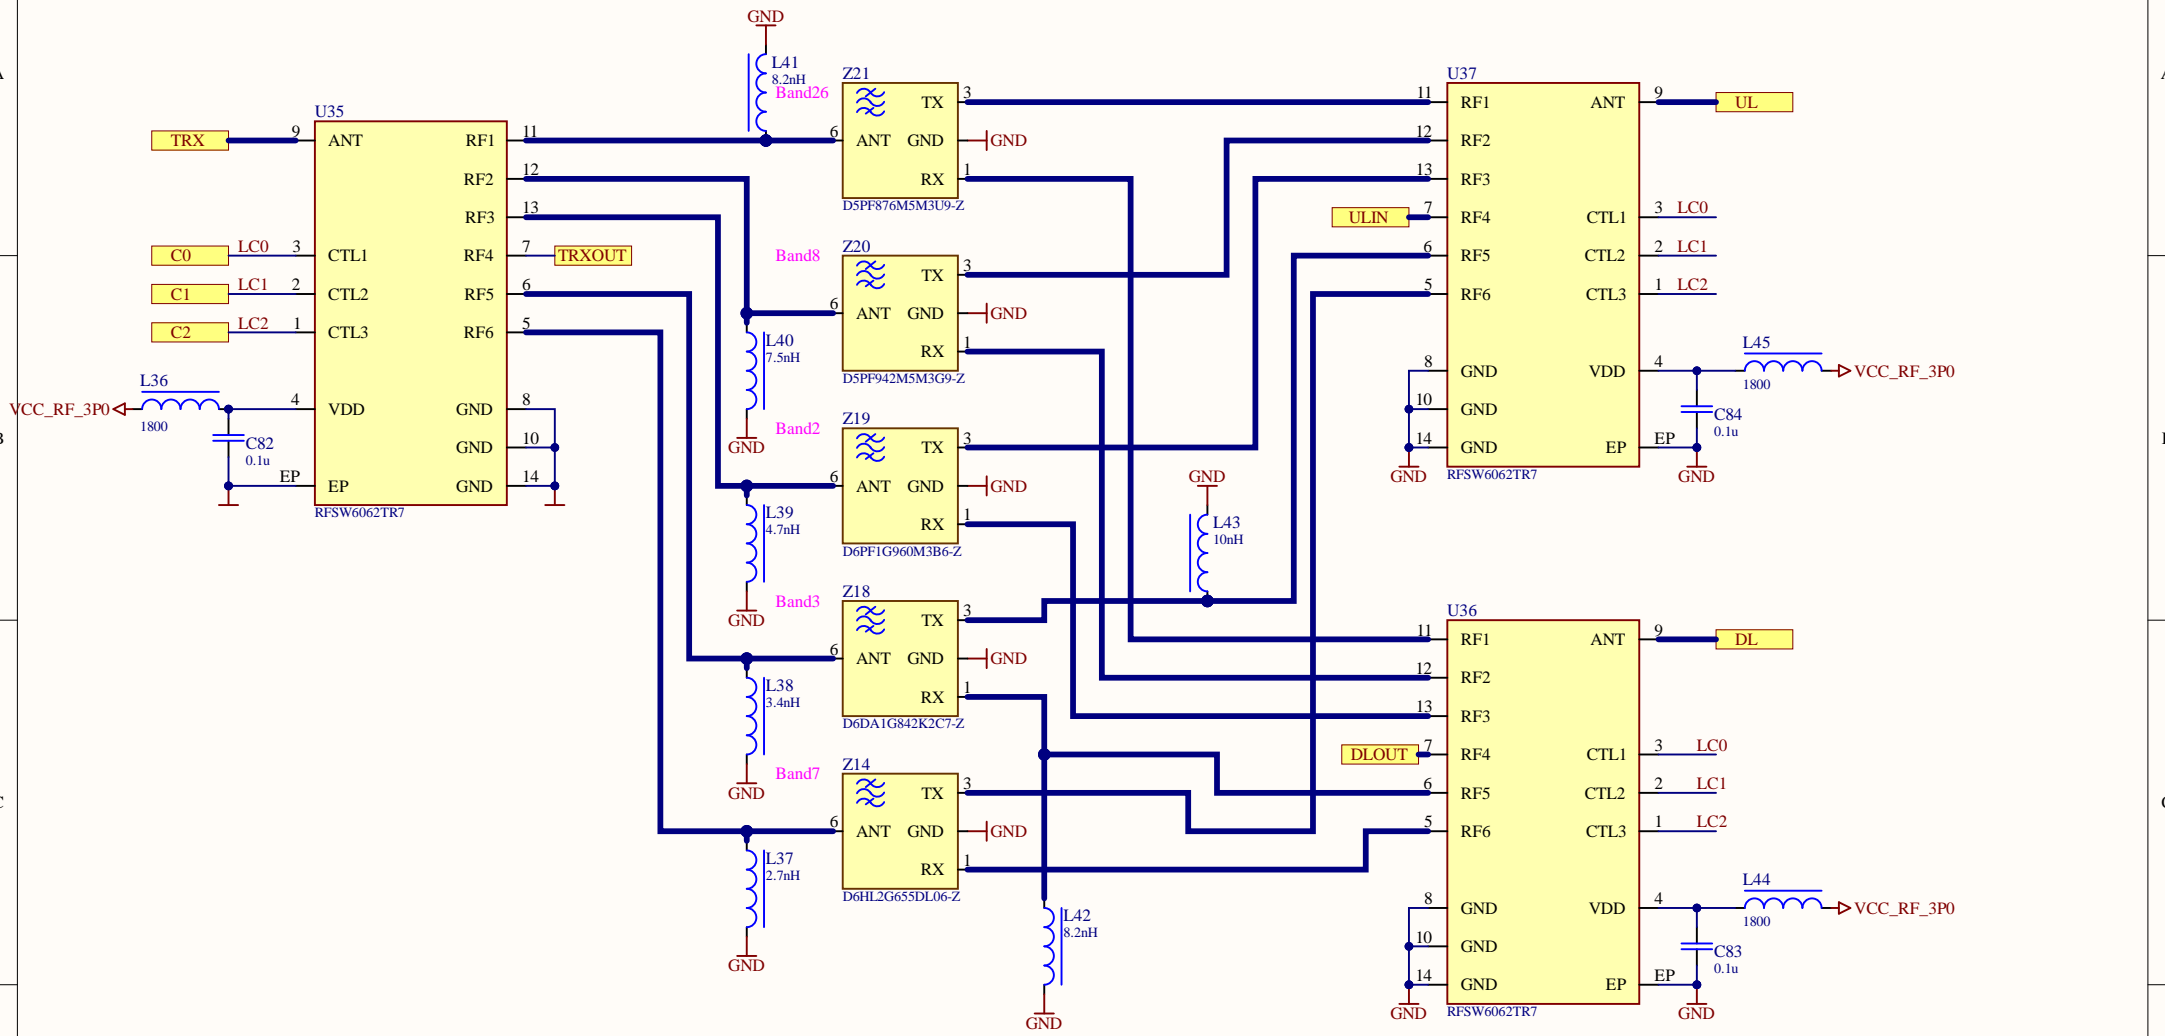 GND
L41
8.2nH
Band26
U35
TRX
9
ANT
RF1
11
RF2
12
RF3
13
C0
LC0
3
CTL1
RF4
7
TRXOUT
C1
LC1
2
CTL2
RF5
6
C2
LC2
1
CTL3
RF6
5
L36
VCC_RF_3P0
1800
4
VDD
GND
8
C82
0.1u
GND
10
EP
EP
GND
14
RFSW6062TR7
Z21
6
ANT
TX
3
GND
GND
RX
1
D5PF876M5M3U9-Z
Band8
Z20
6
ANT
TX
3
GND
GND
RX
1
D5PF942M5M3G9-Z
L40
7.5nH
GND
Band2
Z19
6
ANT
TX
3
GND
GND
RX
1
D6PF1G960M3B6-Z
L39
4.7nH
GND
Band3
Z18
6
ANT
TX
3
GND
GND
RX
1
D6DA1G842K2C7-Z
L38
3.4nH
GND
Band7
Z14
6
ANT
TX
3
GND
GND
RX
1
D6HL2G655DL06-Z
L37
2.7nH
GND
GND
L43
10nH
L42
8.2nH
GND
U37
11
RF1
ANT
9
UL
12
RF2
13
RF3
ULIN
7
RF4
CTL1
3
LC0
6
RF5
CTL2
2
LC1
5
RF6
CTL3
1
LC2
L45
8
GND
VDD
4
1800
VCC_RF_3P0
10
GND
C84
0.1u
14
GND
EP
EP
GND
RFSW6062TR7
GND
U36
11
RF1
ANT
9
DL
12
RF2
13
RF3
DLOUT
7
RF4
CTL1
3
LC0
6
RF5
CTL2
2
LC1
5
RF6
CTL3
1
LC2
L44
8
GND
VDD
4
1800
VCC_RF_3P0
10
GND
C83
0.1u
14
GND
EP
EP
GND
RFSW6062TR7
GND